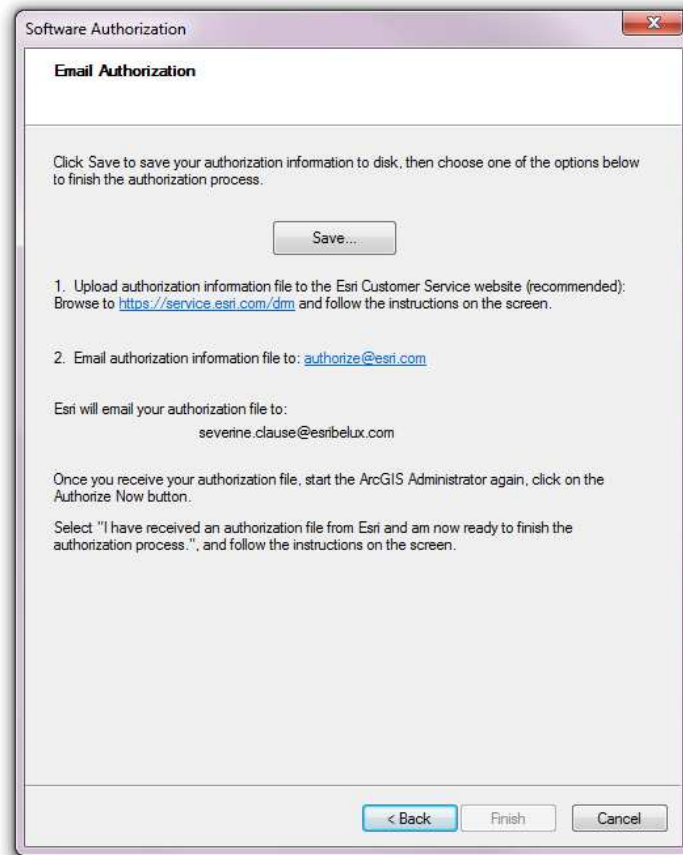 Software Authorization
Email Authorization
Click Save to save your authorization information to disk, then choose one of the options below
to finish the authorization process.
Save...
1. Upload authorization information file to the Esri Customer Service website (recommended):
Browse to https://service.esri.com/drm and follow the instructions on the screen.
2. Email authorization information file to: authorize@esri.com
Esri will email your authorization file to:
severine.clause@esribelux.com
Once you receive your authorization file, start the ArcGIS Administrator again, click on the
Authorize Now button.
Select "I have received an authorization file from Esri and am now ready to finish the
authorization process.", and follow the instructions on the screen.
< Back Finish Cancel